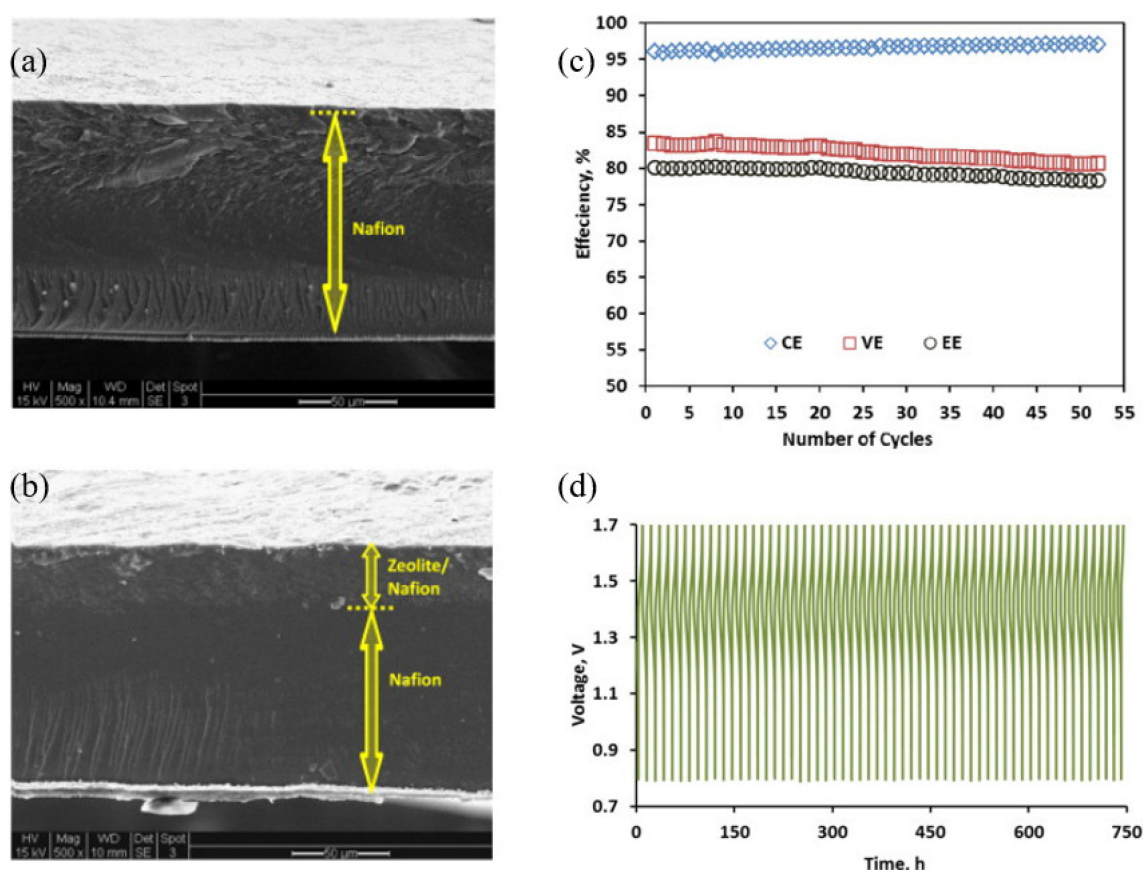 (a)
Nafion
HV Mag WD Det Spot
15 kV 500 x 10.4 mm SE 3
50 µm
(b)
Zeolite/
Nafion
Nafion
HV Mag WD Det Spot
15 kV 500 x 10 mm SE 3
50 µm
(c)
100
95
90
85
80
75
70
65
60
55
50
Effeciency, %
CE VE EE
0 5 10 15 20 25 30 35 40 45 50 55
Number of Cycles
(d)
1.7
1.5
1.3
1.1
0.9
0.7
Voltage, V
0 150 300 450 600 750
Time, h